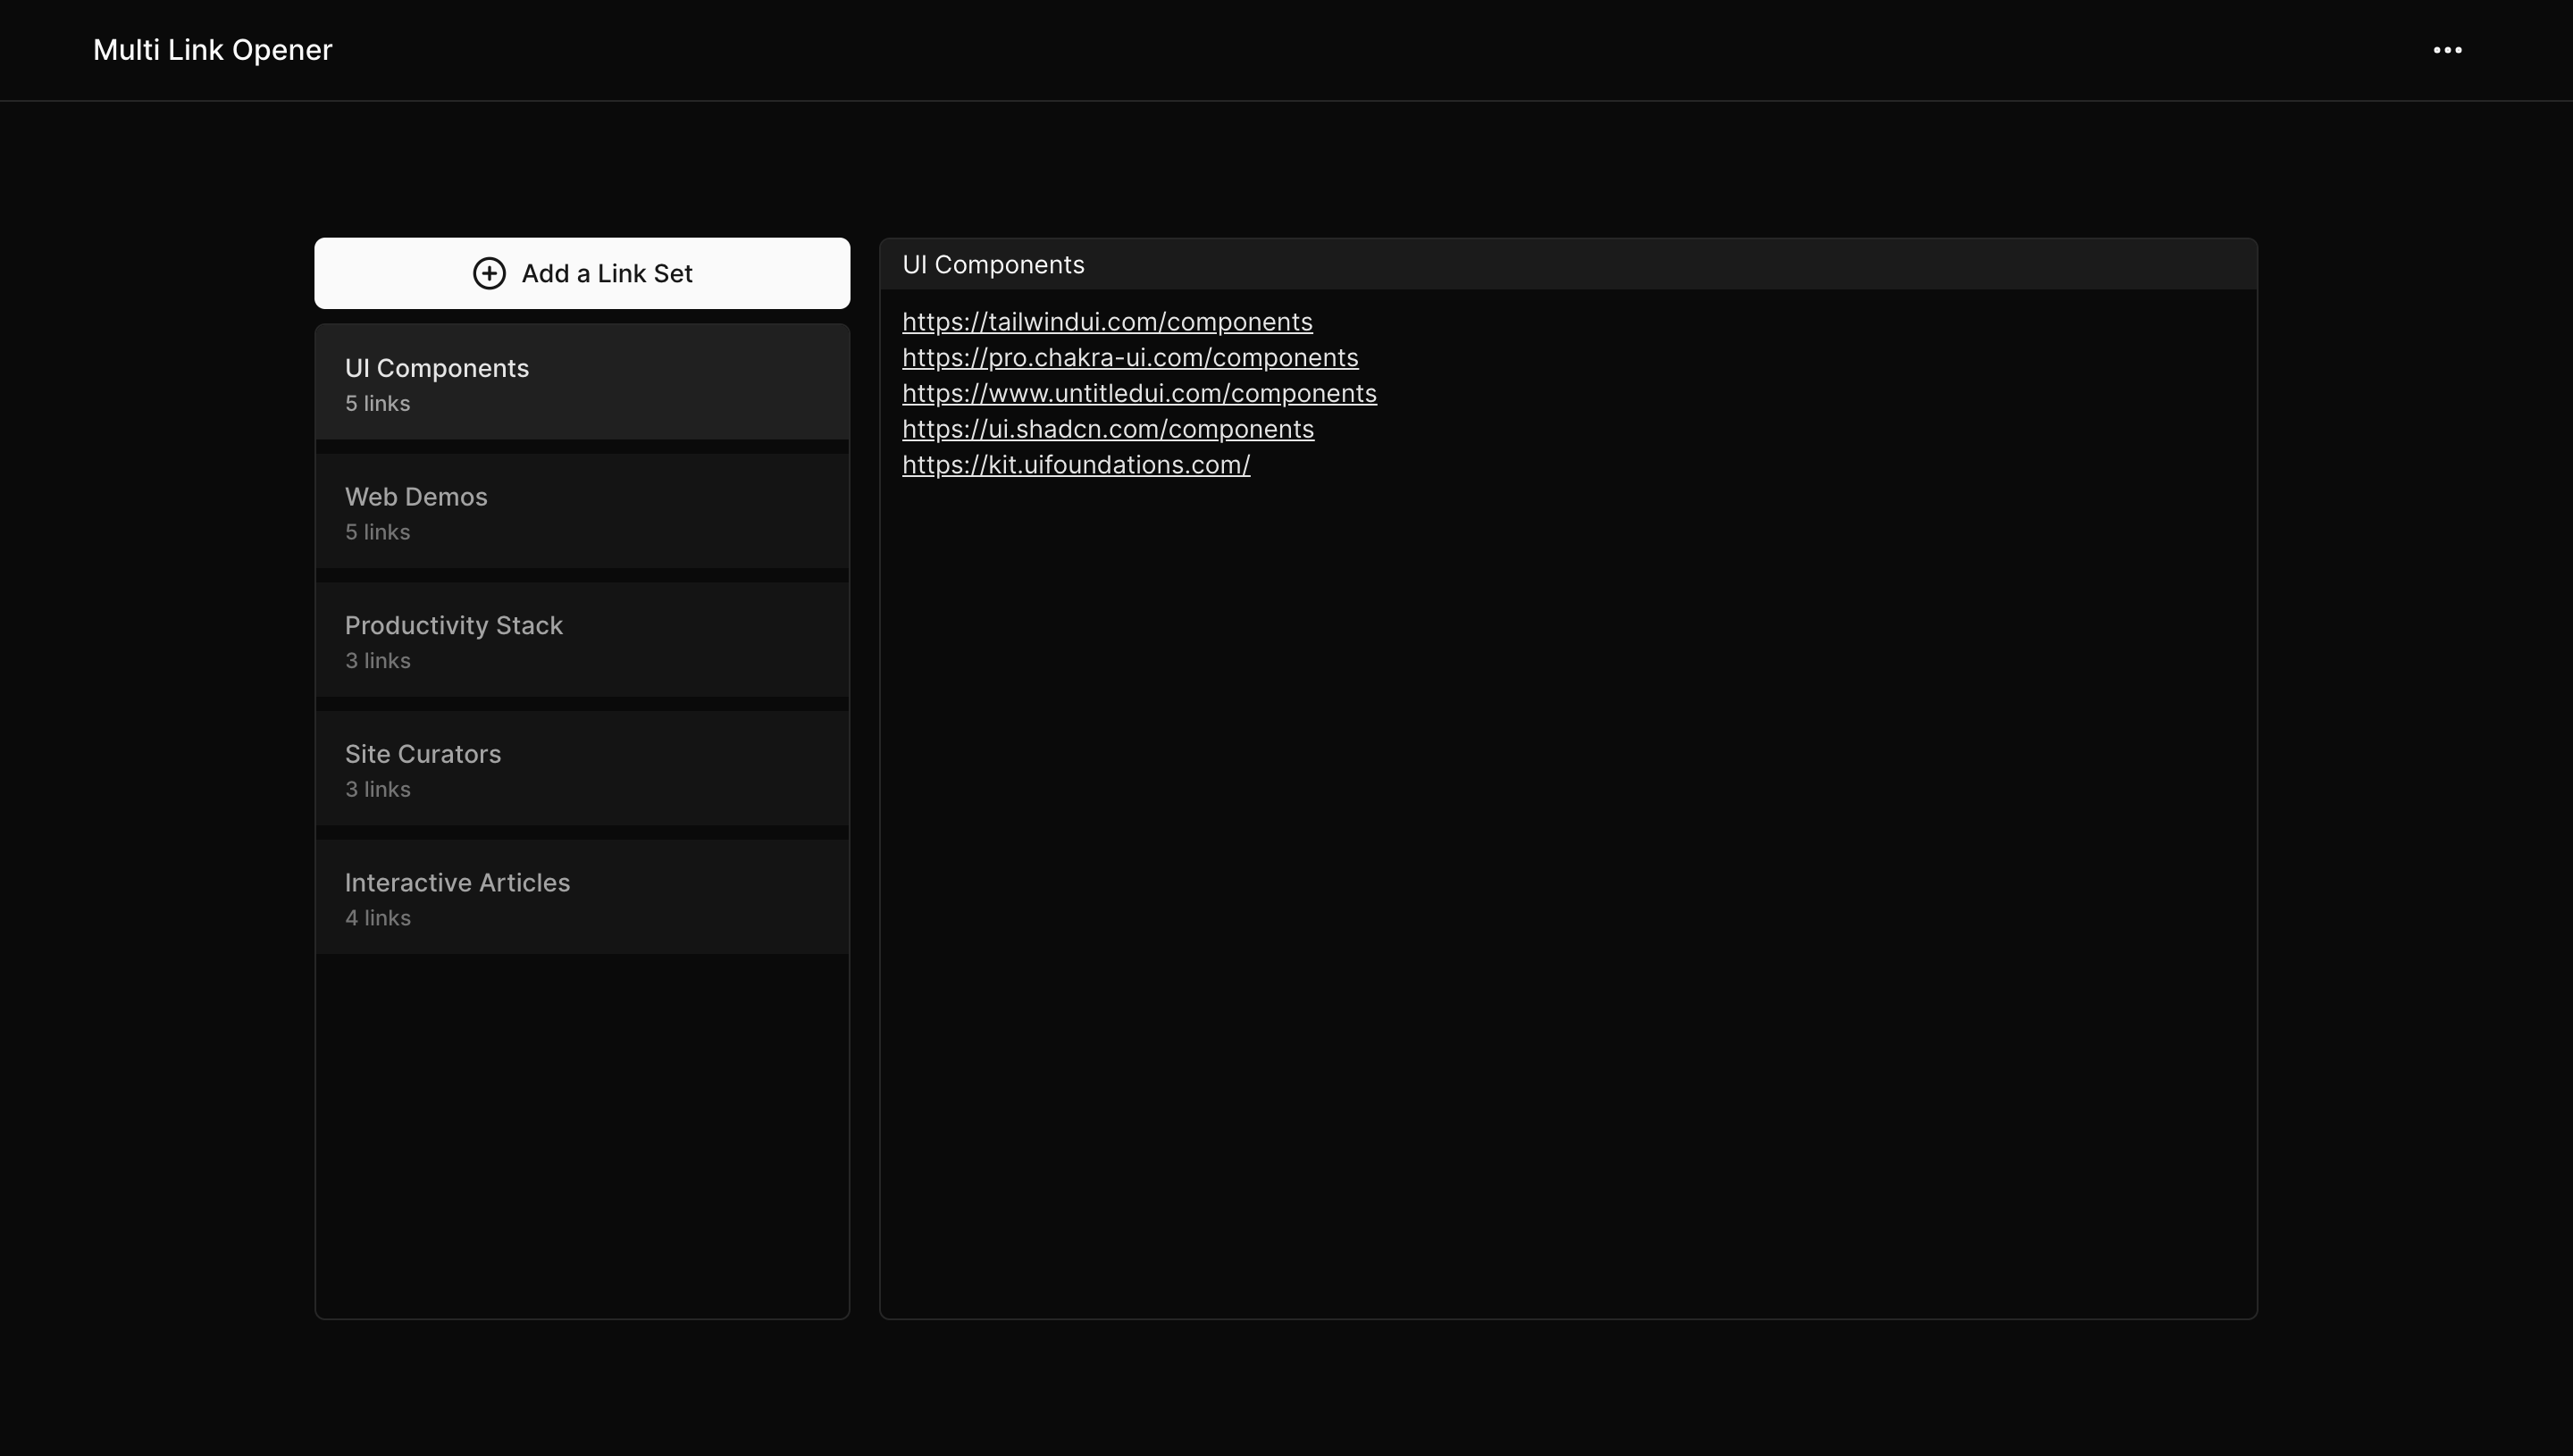 Multi Link Opener
Add a Link Set
UI Components
5 links
Web Demos
5 links
Productivity Stack
3 links
Site Curators
3 links
Interactive Articles
4 links
UI Components
https://tailwindui.com/components
https://pro.chakra-ui.com/components
https://www.untitledui.com/components
https://ui.shadcn.com/components
https://kit.uifoundations.com/